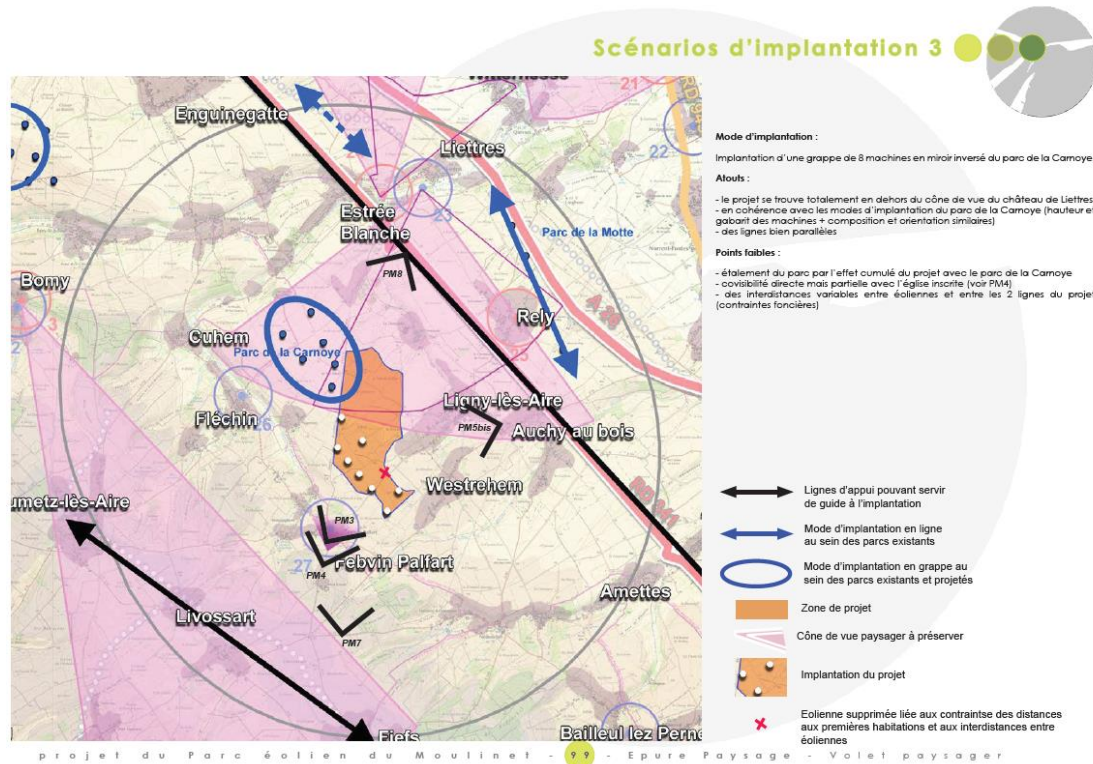 Scénarios d'implantation 3
Enguinegatte
Liettres
21
22
23
Estrée
Blanche
Parc de la Motte
PM8
Bomy
3
Rely
Cuhem
Parc de la Carnoye
Ligny-lès-Aire
PM5bis
Auchy au bois
Fléchin
26
Westrehem
umetz-lès-Aire
PM3
27
PM4
Febvin Palfart
Amettes
Livossart
PM7
Fiefs
Bailleul lez Perne
Mode d'implantation :
Implantation d'une grappe de 8 machines en miroir inversé du parc de la Carnoye
Atouts :
- le projet se trouve totalement en dehors du cône de vue du château de Liettres
- en cohérence avec les modes d'implantation du parc de la Carnoye (hauteur et
gabarit des machines + composition et orientation similaires)
- des lignes bien parallèles
Points faibles :
- étalement du parc par l'effet cumulé du projet avec le parc de la Carnoye
- covisibilité directe mais partielle avec l'église inscrite (voir PM4)
- des interdistances variables entre éoliennes et entre les 2 lignes du projet
(contraintes foncières)
Lignes d'appui pouvant servir
de guide à l'implantation
Mode d'implantation en ligne
au sein des parcs existants
Mode d'implantation en grappe au
sein des parcs existants et projetés
Zone de projet
Cône de vue paysager à préserver
Implantation du projet
Eolienne supprimée liée aux contraintse des distances
aux premières habitations et aux interdistances entre
éoliennes
projet du Parc éolien du Moulinet - 99 - Epure Paysage - Volet paysager